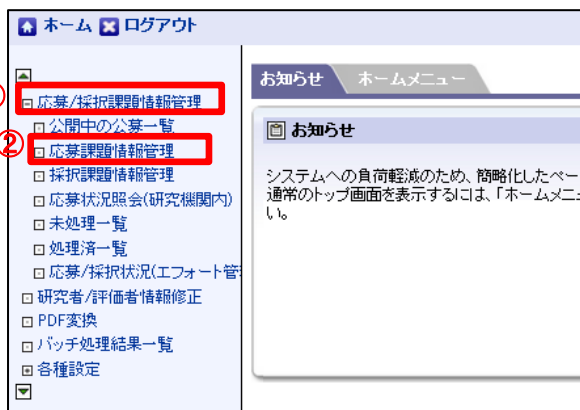 ホーム ログアウト
お知らせ ホームメニュー
応募/採択課題情報管理
公開中の公募一覧
② 応募課題情報管理
採択課題情報管理
応募状況照会(研究機関内)
未処理一覧
処理済一覧
応募/採択状況(エフォート管
研究者/評価者情報修正
PDF変換
バッチ処理結果一覧
各種設定
お知らせ
システムへの負荷軽減のため、簡略化したペー
通常のトップ画面を表示するには、「ホームメニュ
い。